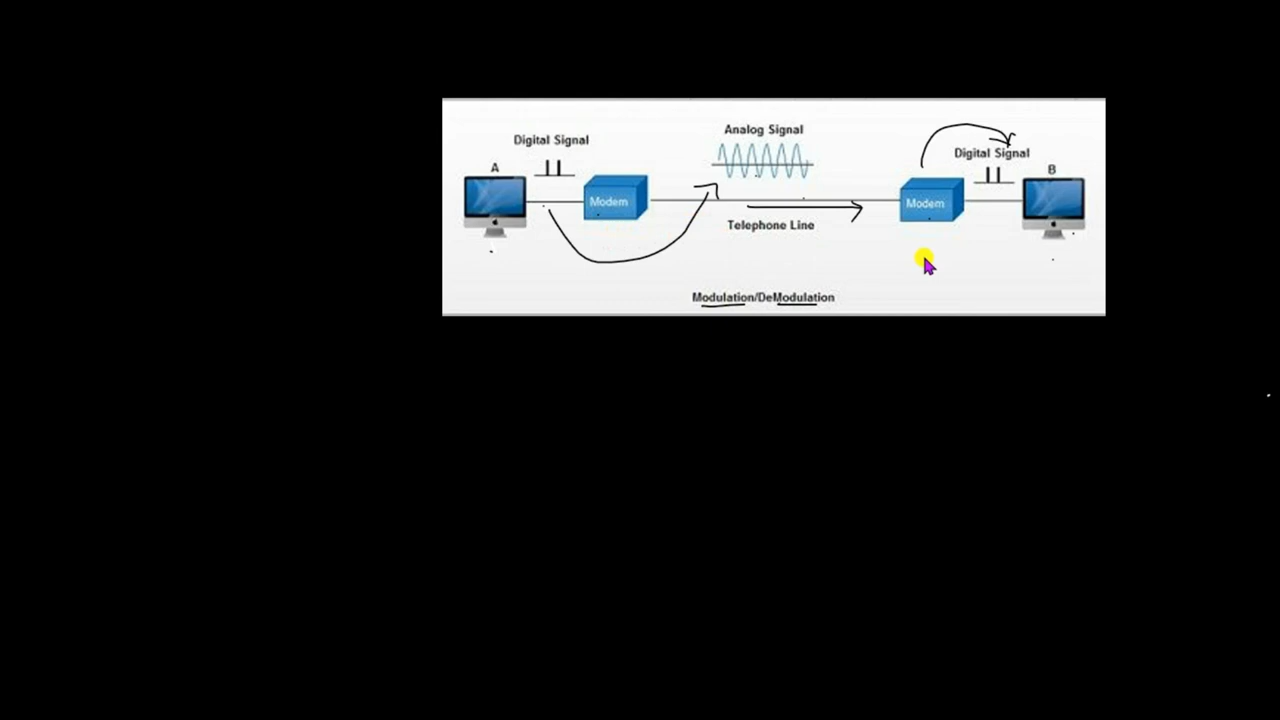 Analog Signal
Digital Signal
Digital Signal
A
B
Modem
Modem
Telephone Line
Modulation/DeModulation